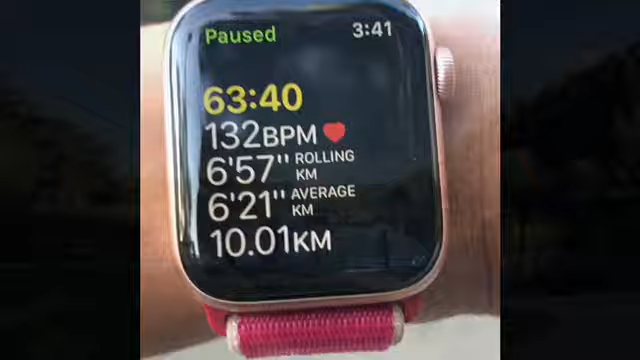 Paused 3:41
63:40
132BPM
6'57" ROLLING KM
6'21" AVERAGE KM
10.01KM